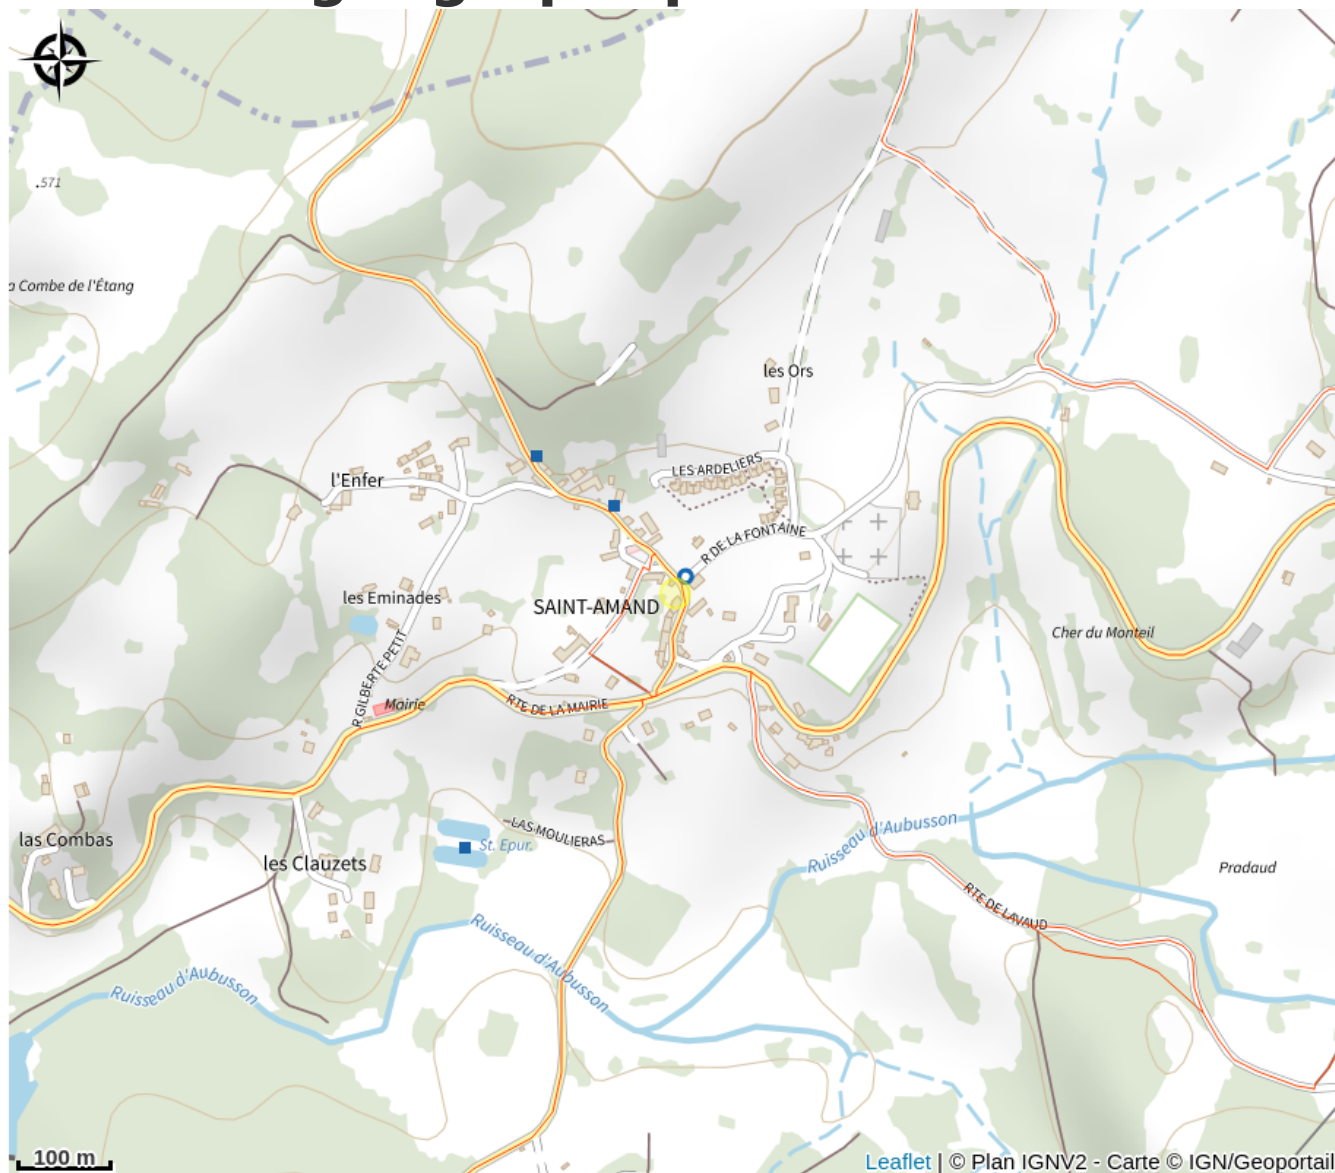 .571
a Combe de l'Étang
les Ors
LES ARDELIERS
l'Enfer
R DE LA FONTAINE
les Eminades
SAINT-AMAND
Cher du Monteil
R GILBERTE PETIT
Mairie
RTE DE LA MAIRIE
las Combas
LAS MOULIERAS
St. Epur.
Ruisseau d'Aubusson
les Clauzets
Pradaud
RTE DE LAVAUD
Ruisseau d'Aubusson
Ruisseau d'Aubusson
100 m
Leaflet | © Plan IGNV2 - Carte © IGN/Geoportail